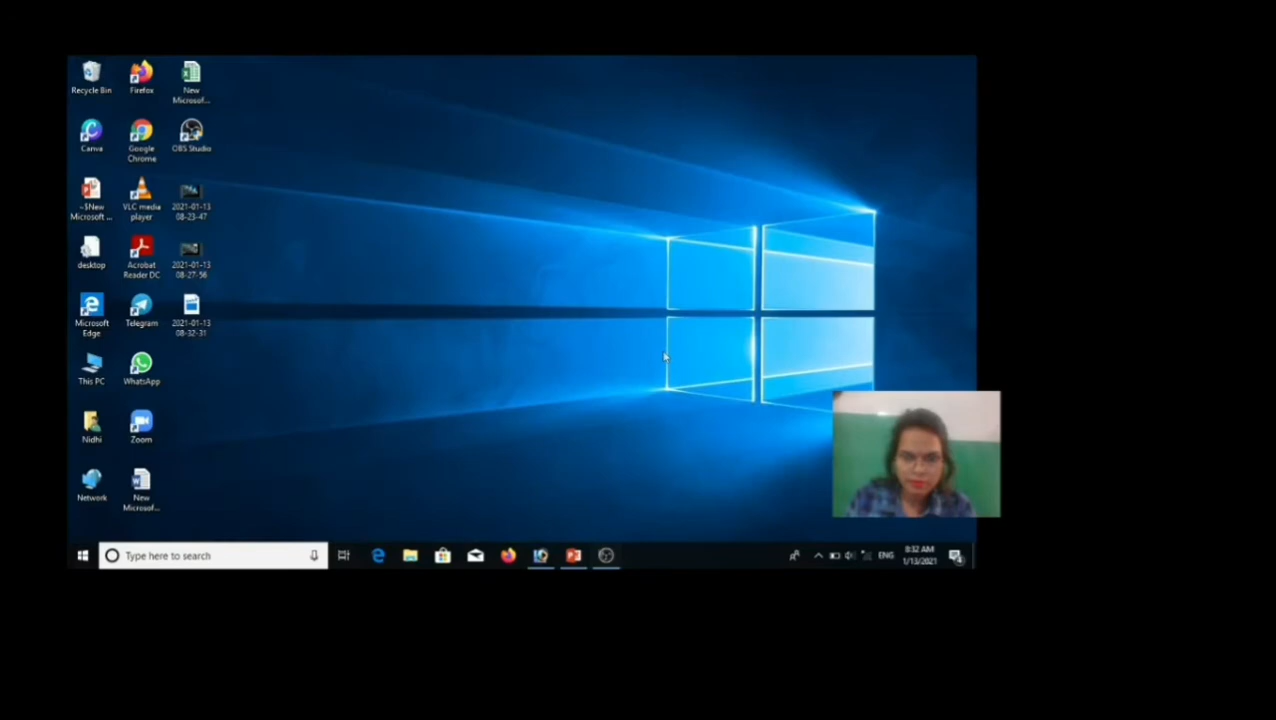 Recycle Bin
Firefox
New
Microsof...
Canva
Google
Chrome
OBS Studio
~$New
Microsoft ...
VLC media
player
2021-01-13
08-23-47
desktop
Acrobat
Reader DC
2021-01-13
08-27-56
Microsoft
Edge
Telegram
2021-01-13
08-32-31
This PC
WhatsApp
Nidhi
Zoom
Network
New
Microsof...
Type here to search
ENG
8:32 AM
1/13/2021